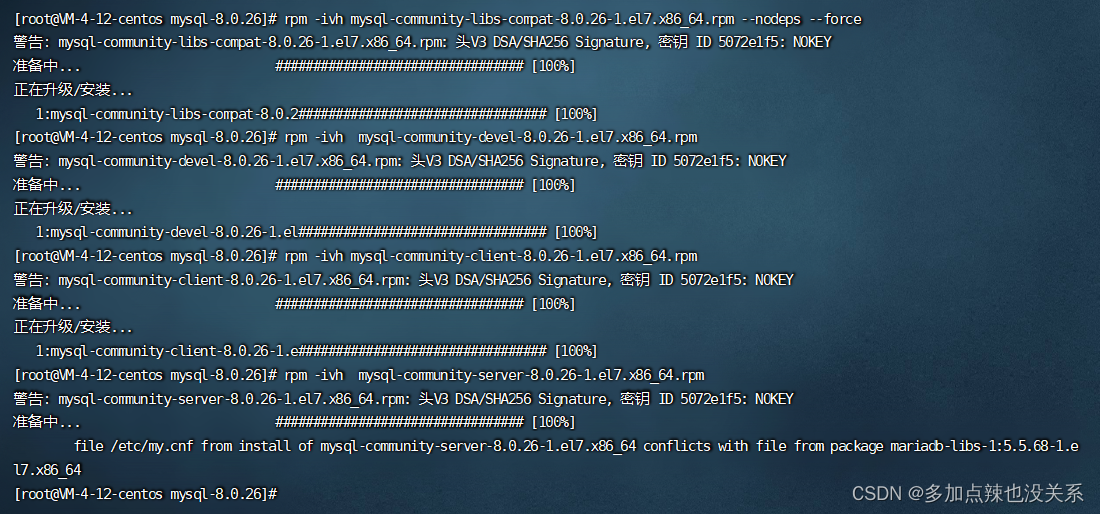 [root@VM-4-12-centos mysql-8.0.26]# rpm -ivh mysql-community-libs-compat-8.0.26-1.el7.x86_64.rpm --nodeps --force
警告: mysql-community-libs-compat-8.0.26-1.el7.x86_64.rpm: 头V3 DSA/SHA256 Signature, 密钥 ID 5072e1f5: NOKEY
准备中... ################################# [100%]
正在升级/安装...
1:mysql-community-libs-compat-8.0.2################################# [100%]
[root@VM-4-12-centos mysql-8.0.26]# rpm -ivh  mysql-community-devel-8.0.26-1.el7.x86_64.rpm
警告: mysql-community-devel-8.0.26-1.el7.x86_64.rpm: 头V3 DSA/SHA256 Signature, 密钥 ID 5072e1f5: NOKEY
准备中... ################################# [100%]
正在升级/安装...
1:mysql-community-devel-8.0.26-1.el################################# [100%]
[root@VM-4-12-centos mysql-8.0.26]# rpm -ivh mysql-community-client-8.0.26-1.el7.x86_64.rpm
警告: mysql-community-client-8.0.26-1.el7.x86_64.rpm: 头V3 DSA/SHA256 Signature, 密钥 ID 5072e1f5: NOKEY
准备中... ################################# [100%]
正在升级/安装...
1:mysql-community-client-8.0.26-1.e################################# [100%]
[root@VM-4-12-centos mysql-8.0.26]# rpm -ivh  mysql-community-server-8.0.26-1.el7.x86_64.rpm
警告: mysql-community-server-8.0.26-1.el7.x86_64.rpm: 头V3 DSA/SHA256 Signature, 密钥 ID 5072e1f5: NOKEY
准备中... ################################# [100%]
file /etc/my.cnf from install of mysql-community-server-8.0.26-1.el7.x86_64 conflicts with file from package mariadb-libs-1:5.5.68-1.e
l7.x86_64
[root@VM-4-12-centos mysql-8.0.26]#
CSDN @多加点辣也没关系